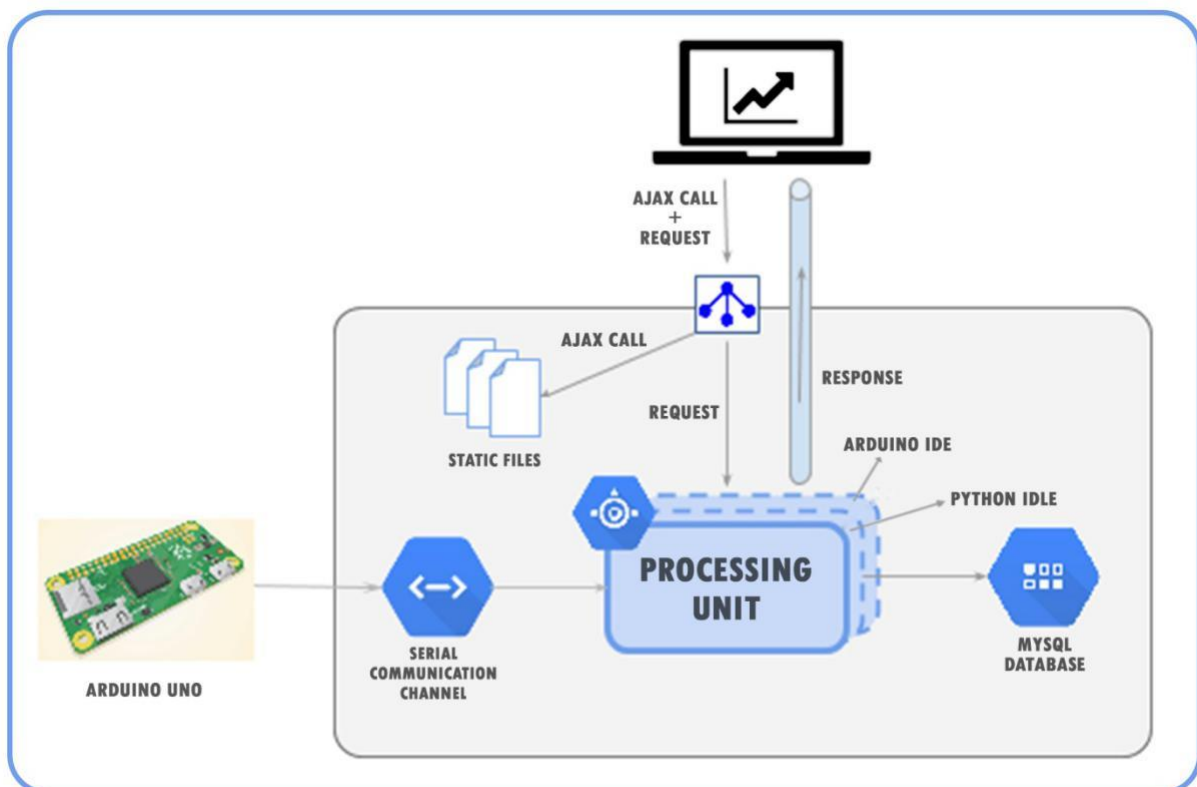 AJAX CALL
+
REQUEST
AJAX CALL
STATIC FILES
REQUEST
RESPONSE
ARDUINO IDE
PYTHON IDLE
PROCESSING
UNIT
ARDUINO UNO
SERIAL
COMMUNICATION
CHANNEL
MYSQL
DATABASE